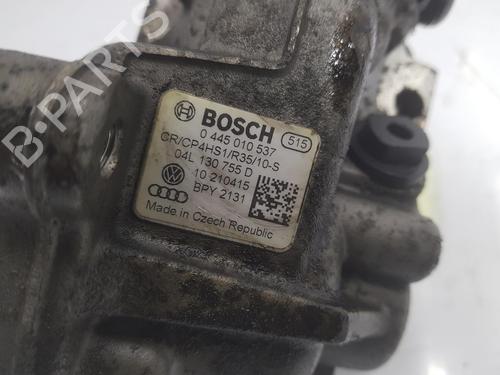 BOSCH
515
0 445 010 537
CR/CP4HS1/R35/10-S
04L 130 755 D
10 210415
BPY 2131
Made in Czech Republic
B-PARTS